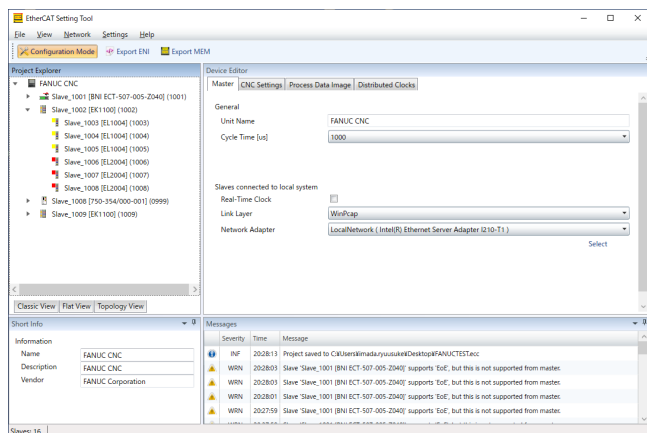 EtherCAT Setting Tool
File View Network Settings Help
Configuration Mode Export ENI Export MEM
Project Explorer
FANUC CNC
Slave_1001 [BNI ECT-507-005-Z040] (1001)
Slave_1002 [EK1100] (1002)
Slave_1003 [EL1004] (1003)
Slave_1004 [EL1004] (1004)
Slave_1005 [EL1004] (1005)
Slave_1006 [EL2004] (1006)
Slave_1007 [EL2004] (1007)
Slave_1008 [EL2004] (1008)
Slave_1008 [750-354/000-001] (0999)
Slave_1009 [EK1100] (1009)
Classic View Flat View Topology View
Device Editor
Master CNC Settings Process Data Image Distributed Clocks
General
Unit Name FANUC CNC
Cycle Time [us] 1000
Slaves connected to local system
Real-Time Clock
Link Layer WinPcap
Network Adapter LocalNetwork ( Intel(R) Ethernet Server Adapter I210-T1 )
Select
Short Info
Information
Name FANUC CNC
Description FANUC CNC
Vendor FANUC Corporation
Messages
Severity Time Message
INF 20:28:13 Project saved to C:\Users\imada.ryuusuke\Desktop\FANUCTEST.ecc
WRN 20:28:03 Slave 'Slave_1001 [BNI ECT-507-005-Z040]' supports 'EoE', but this is not supported from master.
WRN 20:28:03 Slave 'Slave_1001 [BNI ECT-507-005-Z040]' supports 'EoE', but this is not supported from master.
WRN 20:28:01 Slave 'Slave_1001 [BNI ECT-507-005-Z040]' supports 'EoE', but this is not supported from master.
WRN 20:27:59 Slave 'Slave_1001 [BNI ECT-507-005-Z040]' supports 'EoE', but this is not supported from master.
Slaves: 16